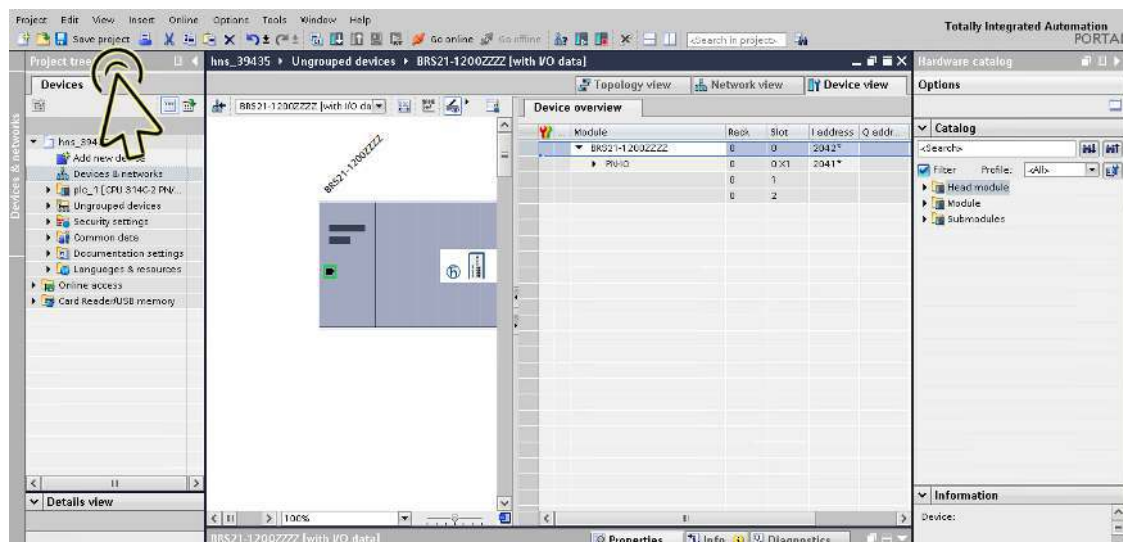 Project Edit View Insert Online Options Tools Window Help
Totally Integrated Automation
PORTAL
Save project Go online Go offline <Search in project>
Project tree
hns_39435 Ungrouped devices BRS21-1200ZZZZ [with I/O data]
Hardware catalog
Devices
Topology view Network view Device view
Options
BRS21-1200ZZZZ [with I/O da
Device overview
Module Rack Slot I address Q addr...
Catalog
BRS21-1200ZZZZ 0 0 2042*
PN-IO 0 0 X1 2041*
0 1
0 2
<Search>
Filter Profile: <All>
Head module
Module
Submodules
Devices & networks
Add new
Devices & networks
plc_1 [CPU 314C-2 PN/...
Ungrouped devices
Security settings
Common data
Documentation settings
Languages & resources
Online access
Card Reader/USB memory
BRS21-1200ZZZZ
Details view
100%
Information
Device:
BRS21-1200ZZZZ [with I/O data]
Properties Info Diagnostics